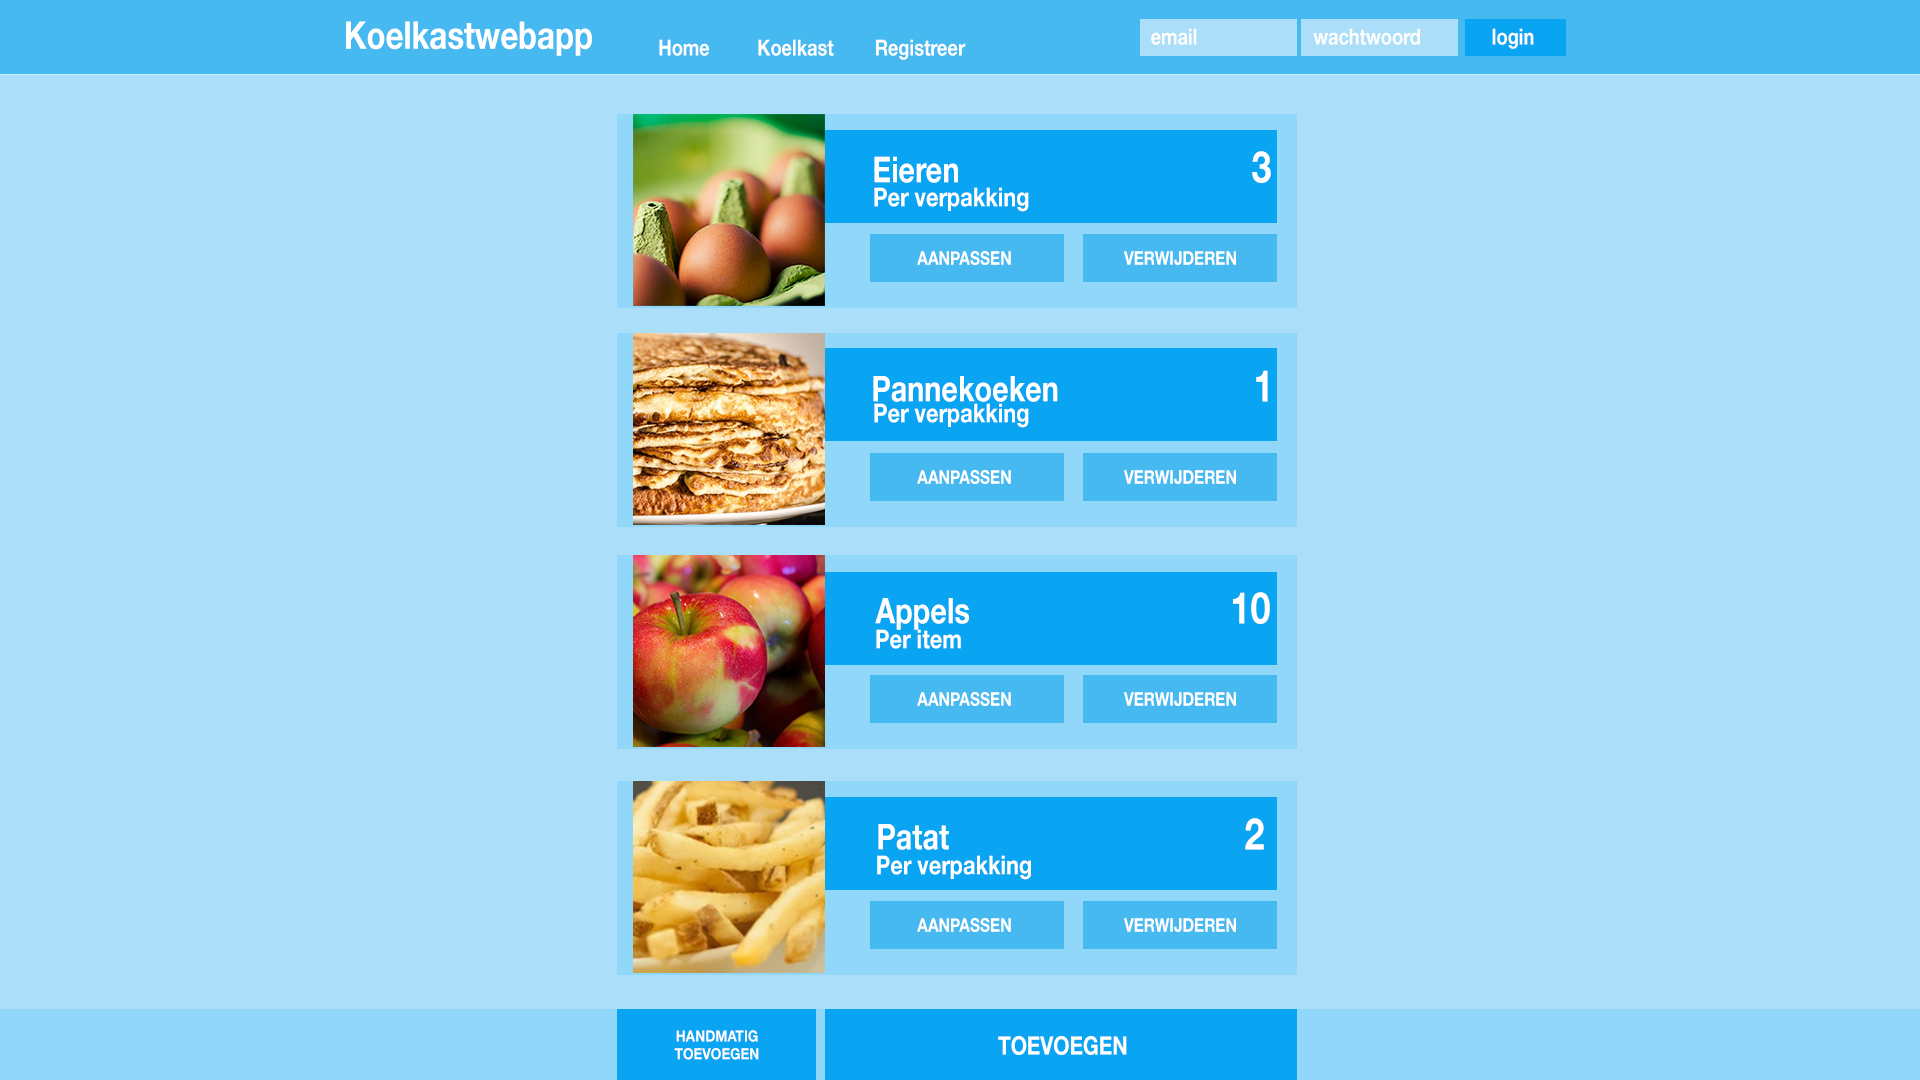 Koelkastwebapp
Home Koelkast Registreer
email wachtwoord login
Eieren 3
Per verpakking
AANPASSEN VERWIJDEREN
Pannekoeken 1
Per verpakking
AANPASSEN VERWIJDEREN
Appels 10
Per item
AANPASSEN VERWIJDEREN
Patat 2
Per verpakking
AANPASSEN VERWIJDEREN
HANDMATIG
TOEVOEGEN
TOEVOEGEN